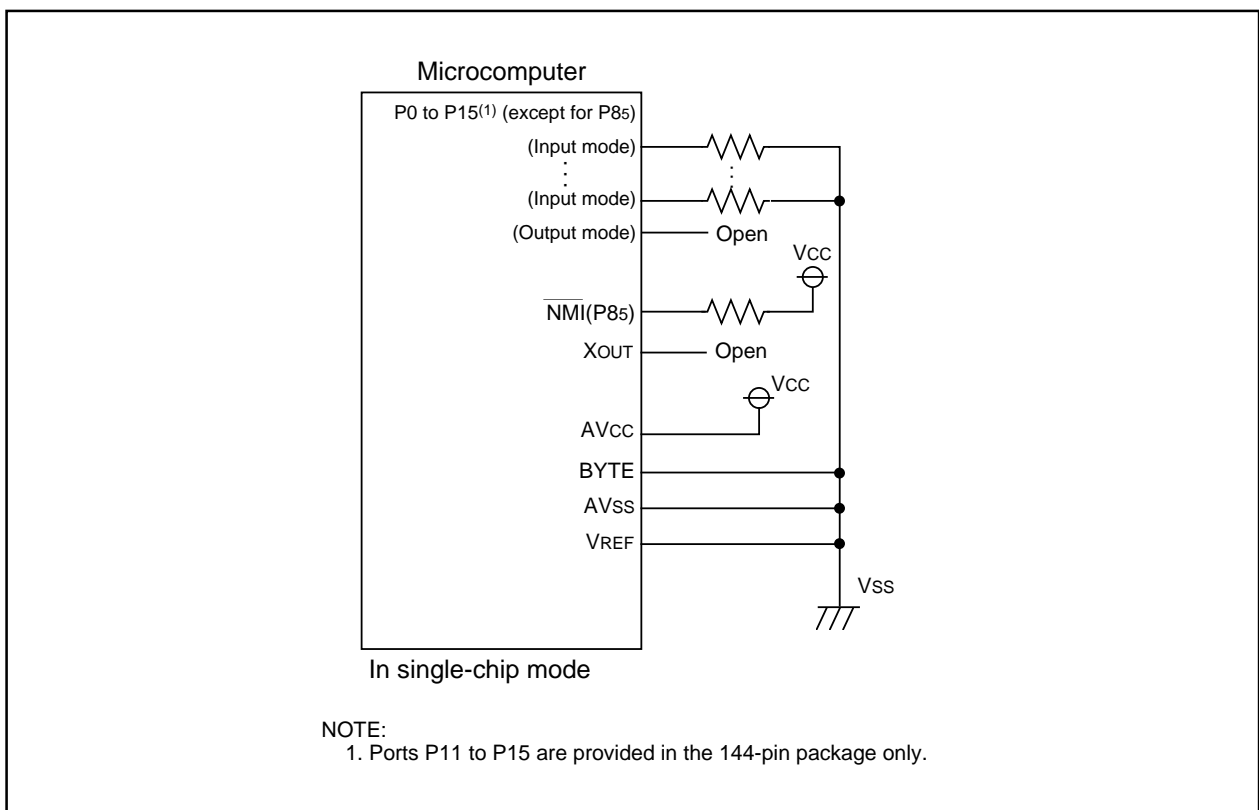 Microcomputer
P0 to P15(1) (except for P85)
(Input mode)
(Input mode)
(Output mode)
Open
VCC
NMI(P85)
XOUT
Open
VCC
AVCC
BYTE
AVSS
VREF
VSS
In single-chip mode
NOTE:
1. Ports P11 to P15 are provided in the 144-pin package only.